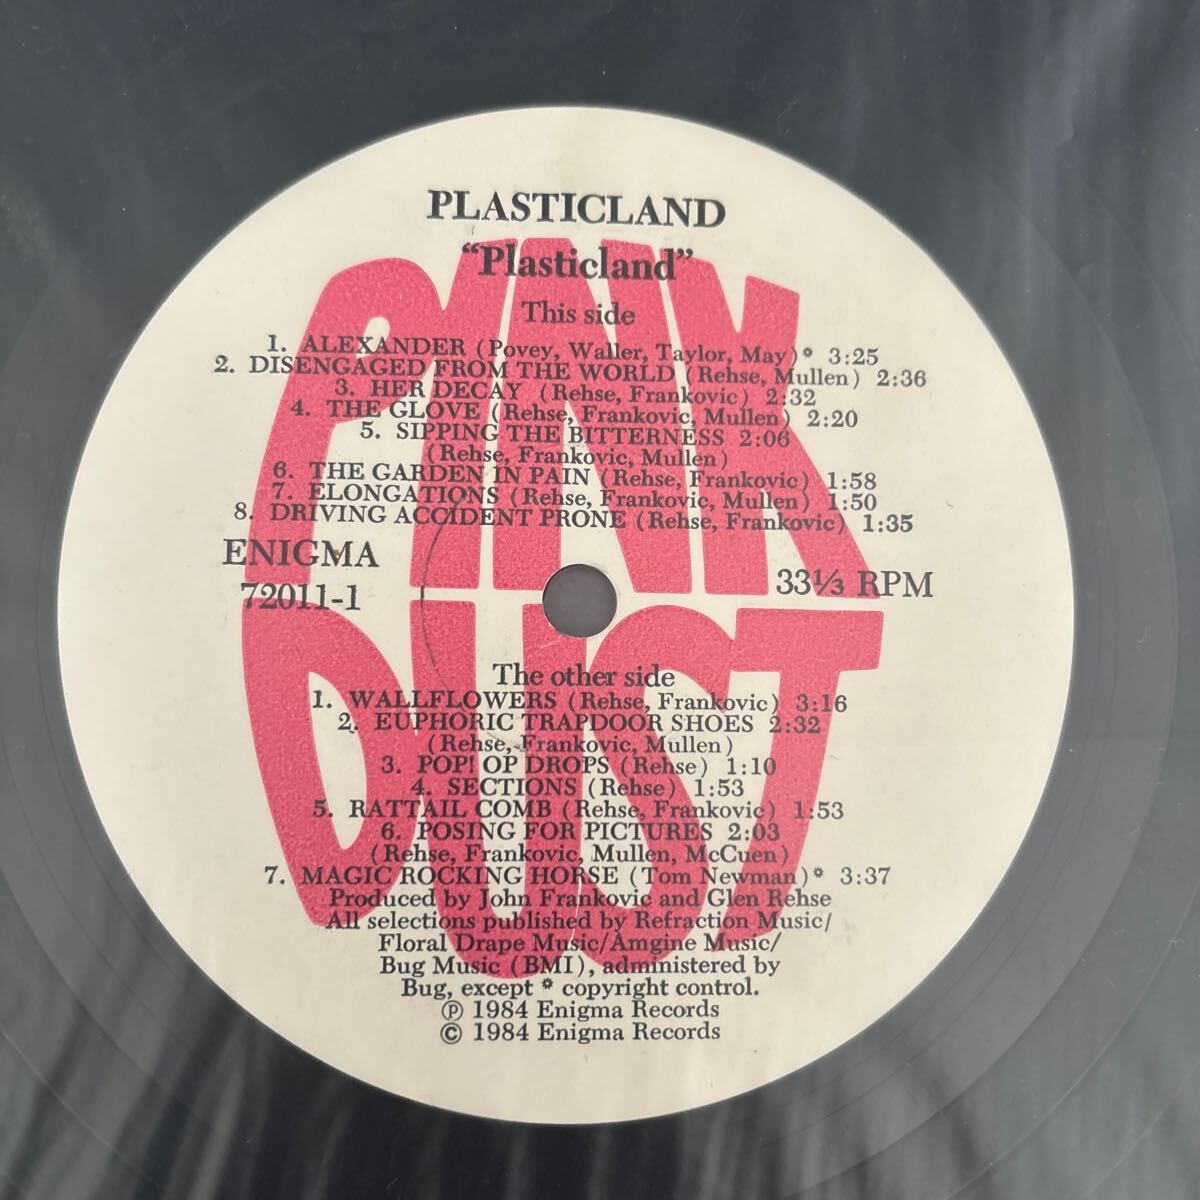 PLASTICLAND
"Plasticland"
This side
1. ALEXANDER (Povey, Waller, Taylor, May)* 3:25
2. DISENGAGED FROM THE WORLD (Rehse, Mullen) 2:36
3. HER DECAY (Rehse, Frankovic) 2:32
4. THE GLOVE (Rehse, Frankovic, Mullen) 2:20
5. SIPPING THE BITTERNESS 2:06
(Rehse, Frankovic, Mullen)
6. THE GARDEN IN PAIN (Rehse, Frankovic) 1:58
7. ELONGATIONS (Rehse, Frankovic, Mullen) 1:50
8. DRIVING ACCIDENT PRONE (Rehse, Frankovic) 1:35
ENIGMA
72011-1
33⅓ RPM
PINK
DUST
The other side
1. WALLFLOWERS (Rehse, Frankovic) 3:16
2. EUPHORIC TRAPDOOR SHOES 2:32
(Rehse, Frankovic, Mullen)
3. POP! OP DROPS (Rehse) 1:10
4. SECTIONS (Rehse) 1:53
5. RATTAIL COMB (Rehse, Frankovic) 1:53
6. POSING FOR PICTURES 2:03
(Rehse, Frankovic, Mullen, McCuen)
7. MAGIC ROCKING HORSE (Tom Newman)* 3:37
Produced by John Frankovic and Glen Rehse
All selections published by Refraction Music/
Floral Drape Music/Amgine Music/
Bug Music (BMI), administered by
Bug, except * copyright control.
℗ 1984 Enigma Records
© 1984 Enigma Records